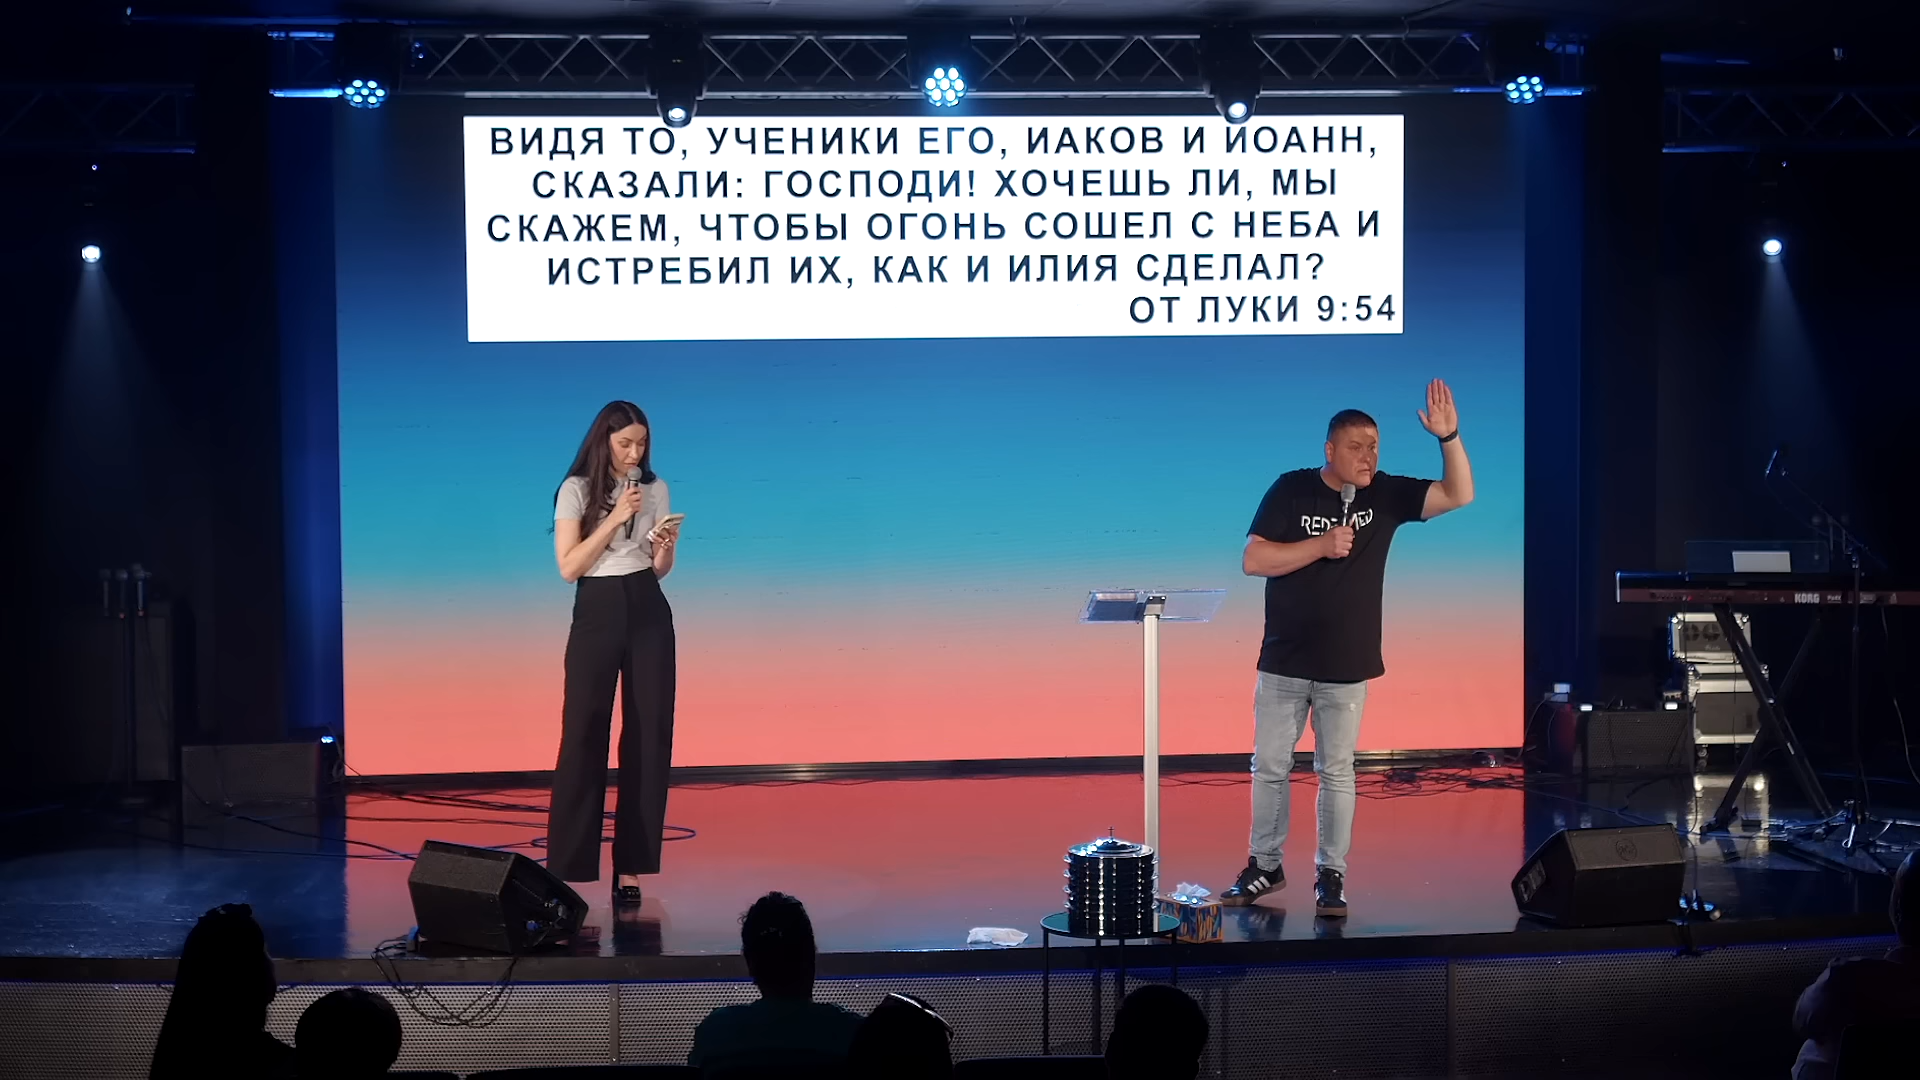 ВИДЯ ТО, УЧЕНИКИ ЕГО, ИАКОВ И ИОАНН,
СКАЗАЛИ: ГОСПОДИ! ХОЧЕШЬ ЛИ, МЫ
СКАЖЕМ, ЧТОБЫ ОГОНЬ СОШЕЛ С НЕБА И
ИСТРЕБИЛ ИХ, КАК И ИЛИЯ СДЕЛАЛ?
ОТ ЛУКИ 9:54
KORG